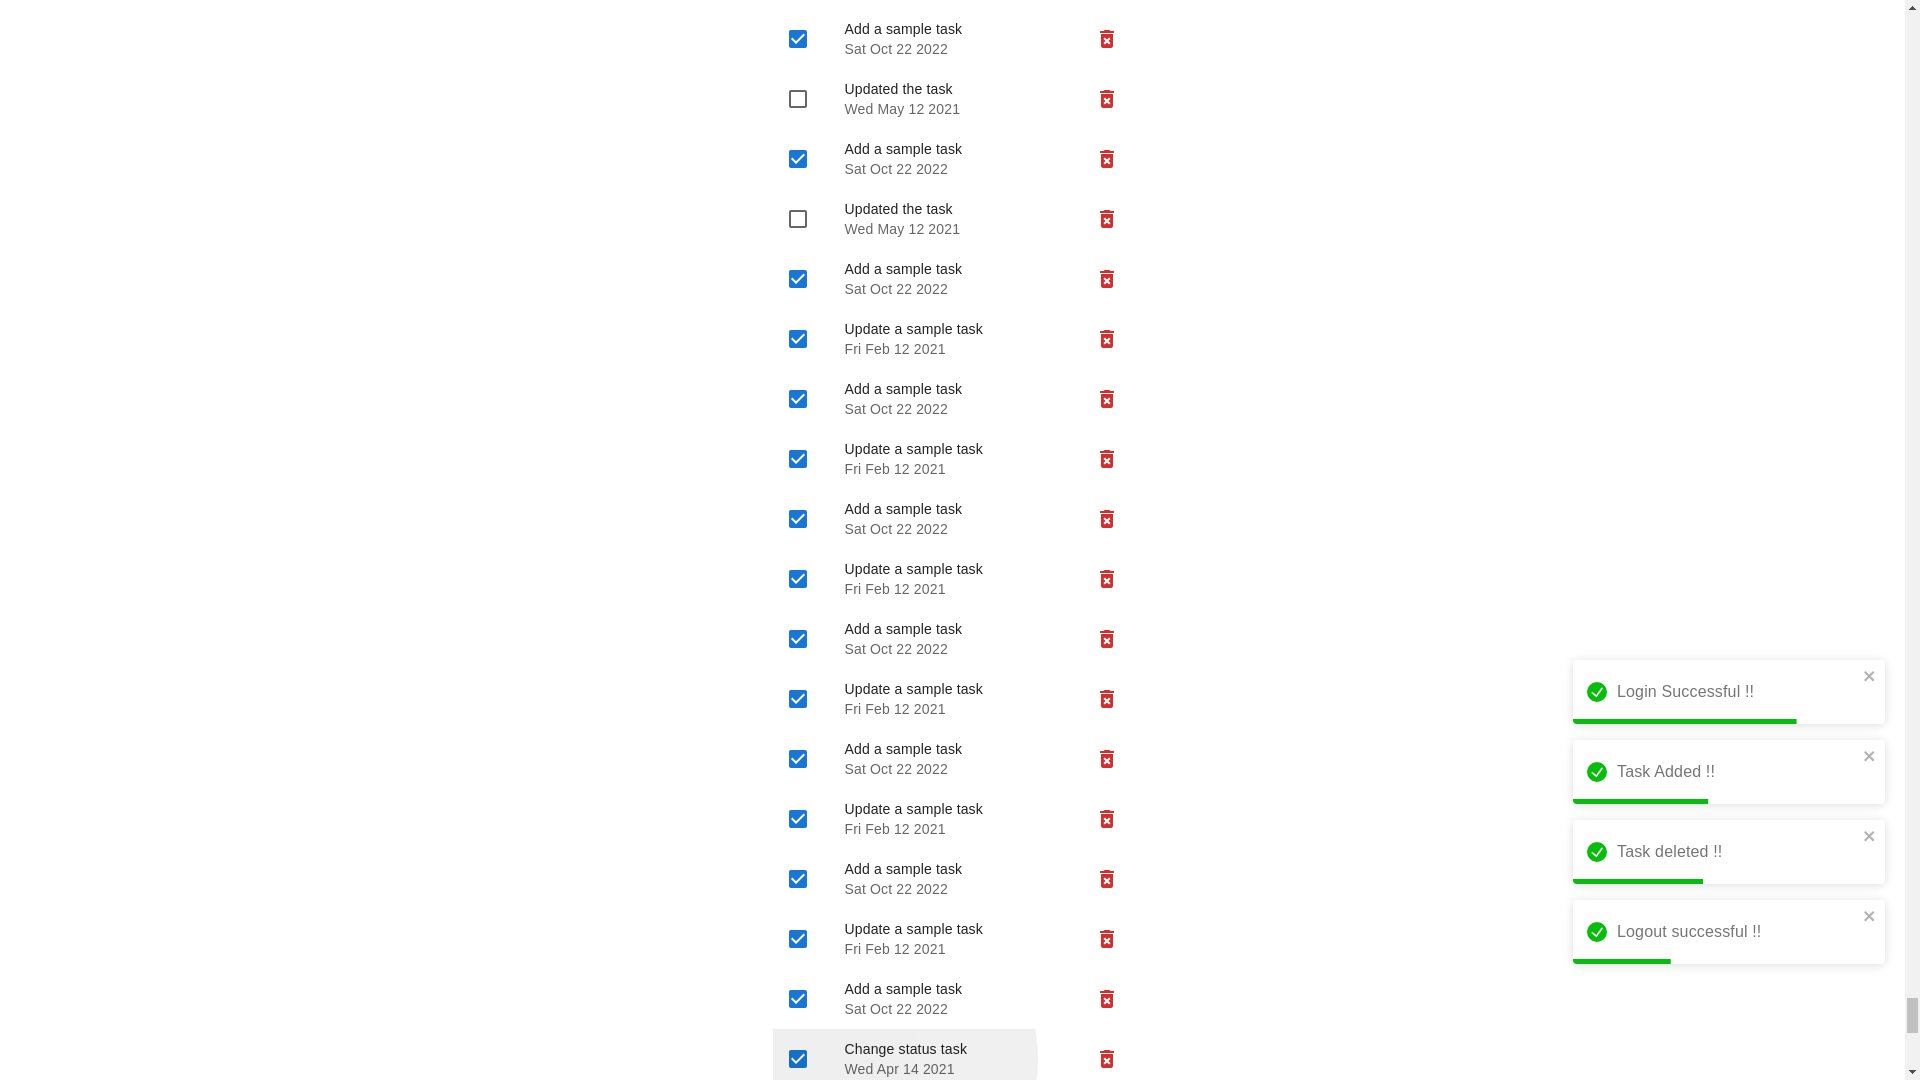 Add a sample task
Sat Oct 22 2022
Updated the task
Wed May 12 2021
Add a sample task
Sat Oct 22 2022
Updated the task
Wed May 12 2021
Add a sample task
Sat Oct 22 2022
Update a sample task
Fri Feb 12 2021
Add a sample task
Sat Oct 22 2022
Update a sample task
Fri Feb 12 2021
Add a sample task
Sat Oct 22 2022
Update a sample task
Fri Feb 12 2021
Add a sample task
Sat Oct 22 2022
Update a sample task
Fri Feb 12 2021
Add a sample task
Sat Oct 22 2022
Update a sample task
Fri Feb 12 2021
Add a sample task
Sat Oct 22 2022
Update a sample task
Fri Feb 12 2021
Add a sample task
Sat Oct 22 2022
Change status task
Wed Apr 14 2021
Login Successful !!
Task Added !!
Task deleted !!
Logout successful !!